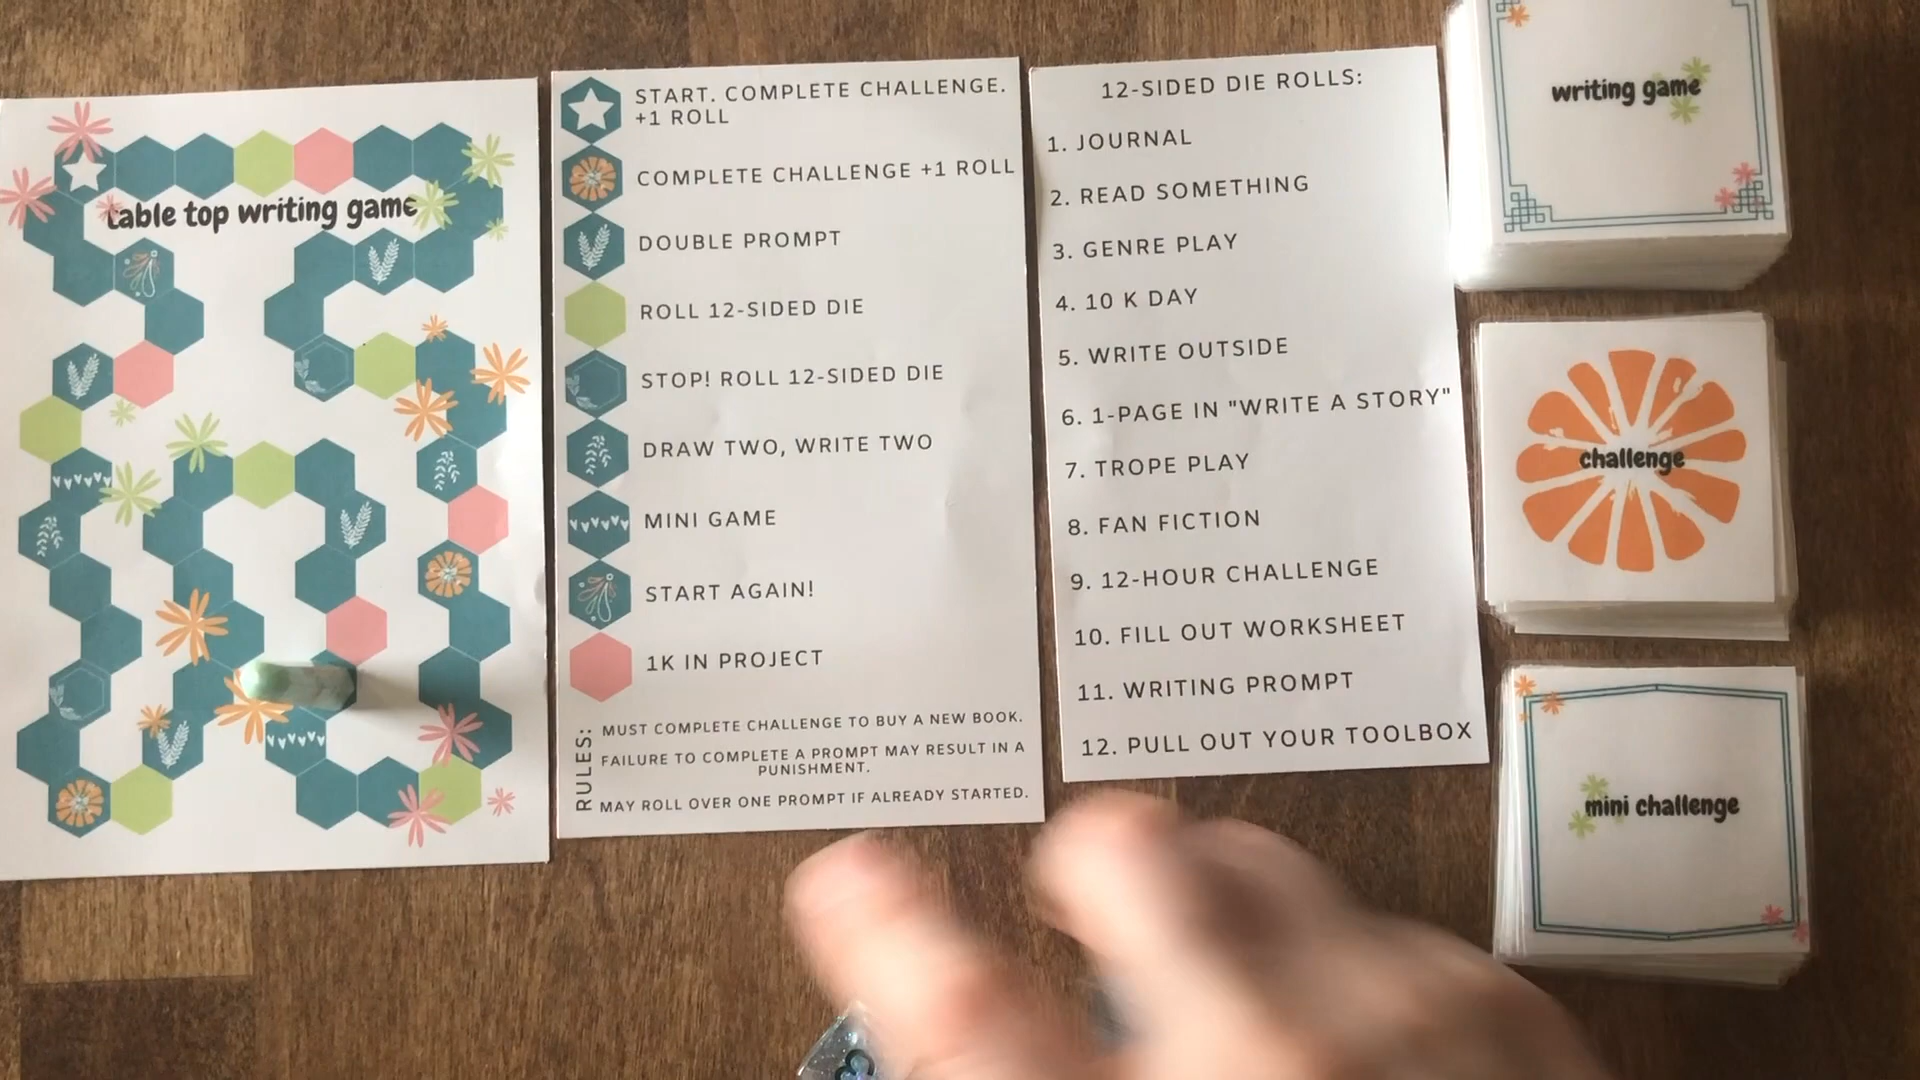 table top writing game
START. COMPLETE CHALLENGE.
+1 ROLL
COMPLETE CHALLENGE +1 ROLL
DOUBLE PROMPT
ROLL 12-SIDED DIE
STOP! ROLL 12-SIDED DIE
DRAW TWO, WRITE TWO
MINI GAME
START AGAIN!
1K IN PROJECT
RULES:
MUST COMPLETE CHALLENGE TO BUY A NEW BOOK.
FAILURE TO COMPLETE A PROMPT MAY RESULT IN A
PUNISHMENT.
MAY ROLL OVER ONE PROMPT IF ALREADY STARTED.
12-SIDED DIE ROLLS:
1. JOURNAL
2. READ SOMETHING
3. GENRE PLAY
4. 10 K DAY
5. WRITE OUTSIDE
6. 1-PAGE IN "WRITE A STORY"
7. TROPE PLAY
8. FAN FICTION
9. 12-HOUR CHALLENGE
10. FILL OUT WORKSHEET
11. WRITING PROMPT
12. PULL OUT YOUR TOOLBOX
writing game
challenge
mini challenge